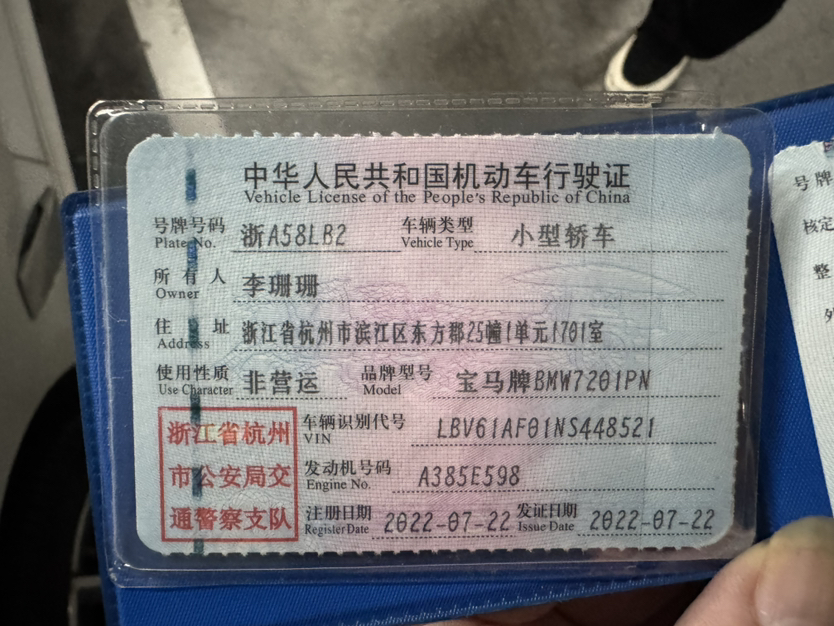 中华人民共和国机动车行驶证
Vehicle License of the People's Republic of China
号牌号码 浙A58LB2 车辆类型 小型轿车
Plate No. Vehicle Type
所有人 李珊珊
Owner
住址 浙江省杭州市滨江区东方郡25幢1单元1701室
Address
使用性质 非营运 品牌型号 宝马牌BMW7201PN
Use Character Model
浙江省杭州 车辆识别代号 LBV61AF01NS448521
VIN
市公安局交 发动机号码 A385E598
Engine No.
通警察支队 注册日期 2022-07-22 发证日期 2022-07-22
Register Date Issue Date
号牌
核定
整
外